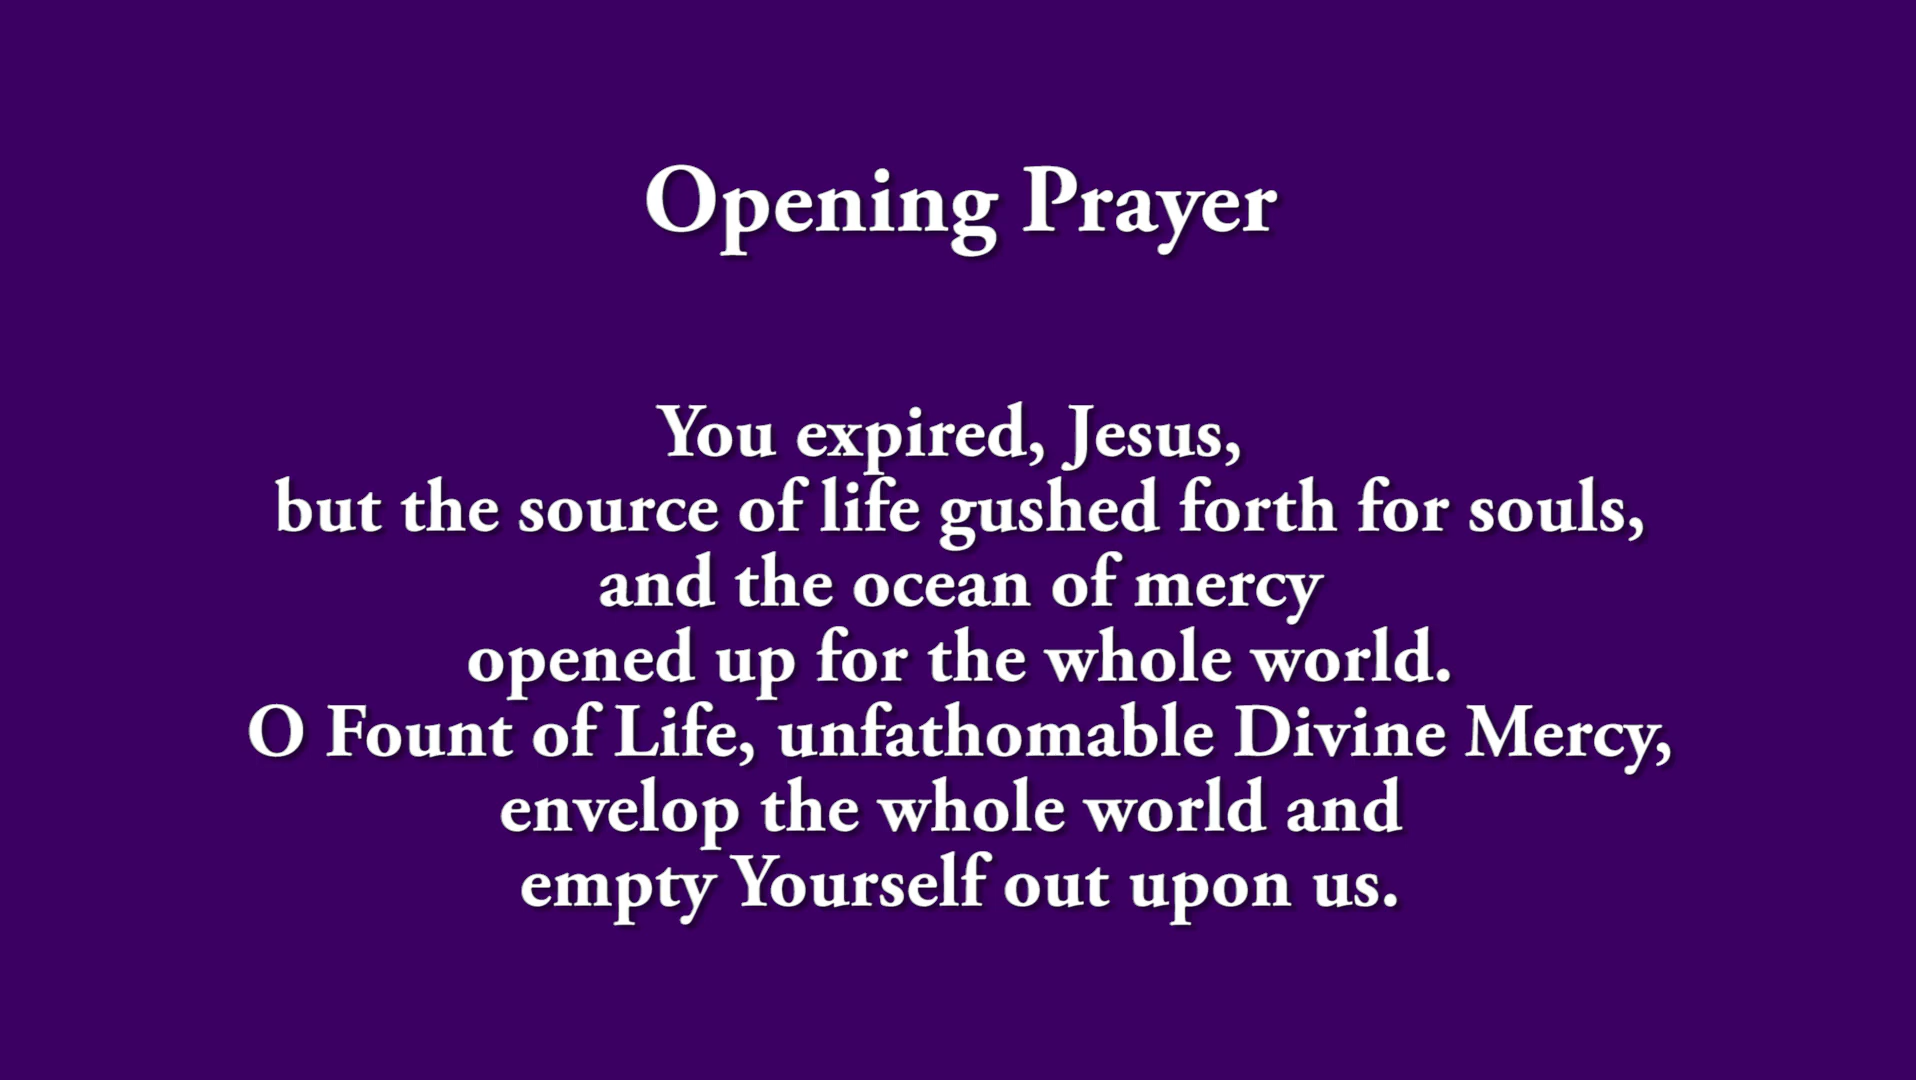 Opening Prayer
You expired, Jesus,
but the source of life gushed forth for souls,
and the ocean of mercy
opened up for the whole world.
O Fount of Life, unfathomable Divine Mercy,
envelop the whole world and
empty Yourself out upon us.